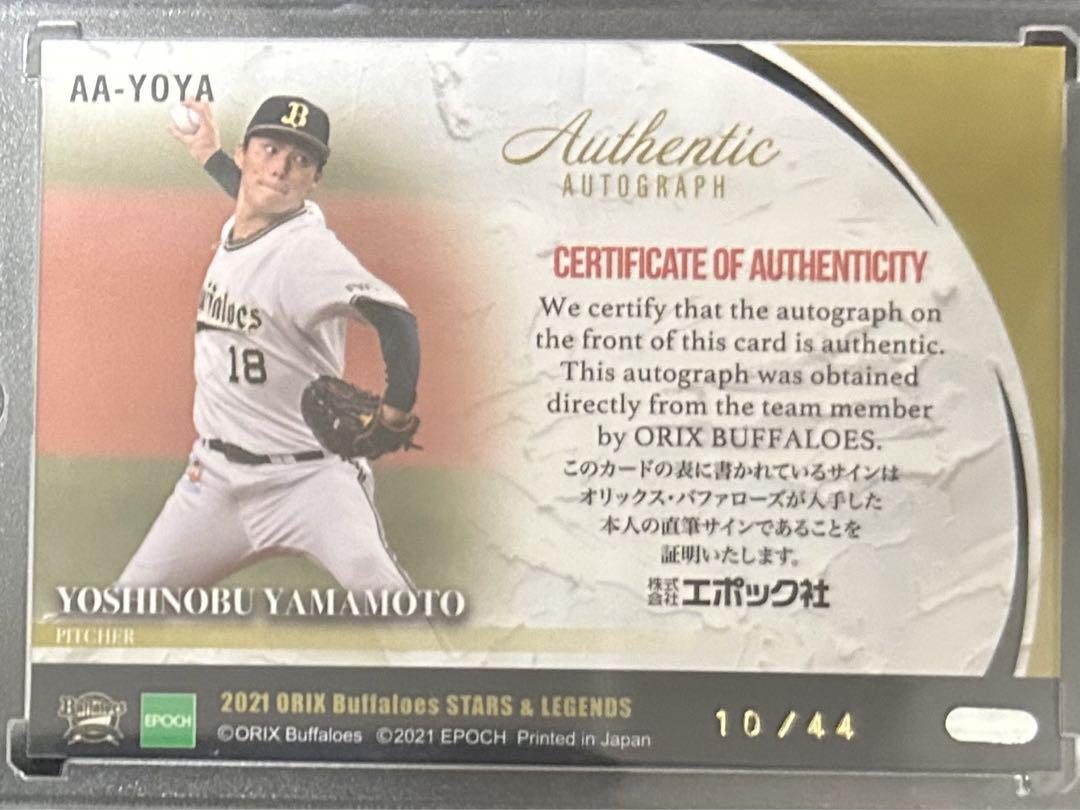 AA-YOYA
B
Buffaloes
18
Authentic
AUTOGRAPH
CERTIFICATE OF AUTHENTICITY
We certify that the autograph on
the front of this card is authentic.
This autograph was obtained
directly from the team member
by ORIX BUFFALOES.
このカードの表に書かれているサインは
オリックス・バファローズが入手した
本人の直筆サインであることを
証明いたします。
株式会社エポック社
YOSHINOBU YAMAMOTO
PITCHER
Buffaloes
EPOCH
2021 ORIX Buffaloes STARS & LEGENDS
©ORIX Buffaloes ©2021 EPOCH Printed in Japan
10/44